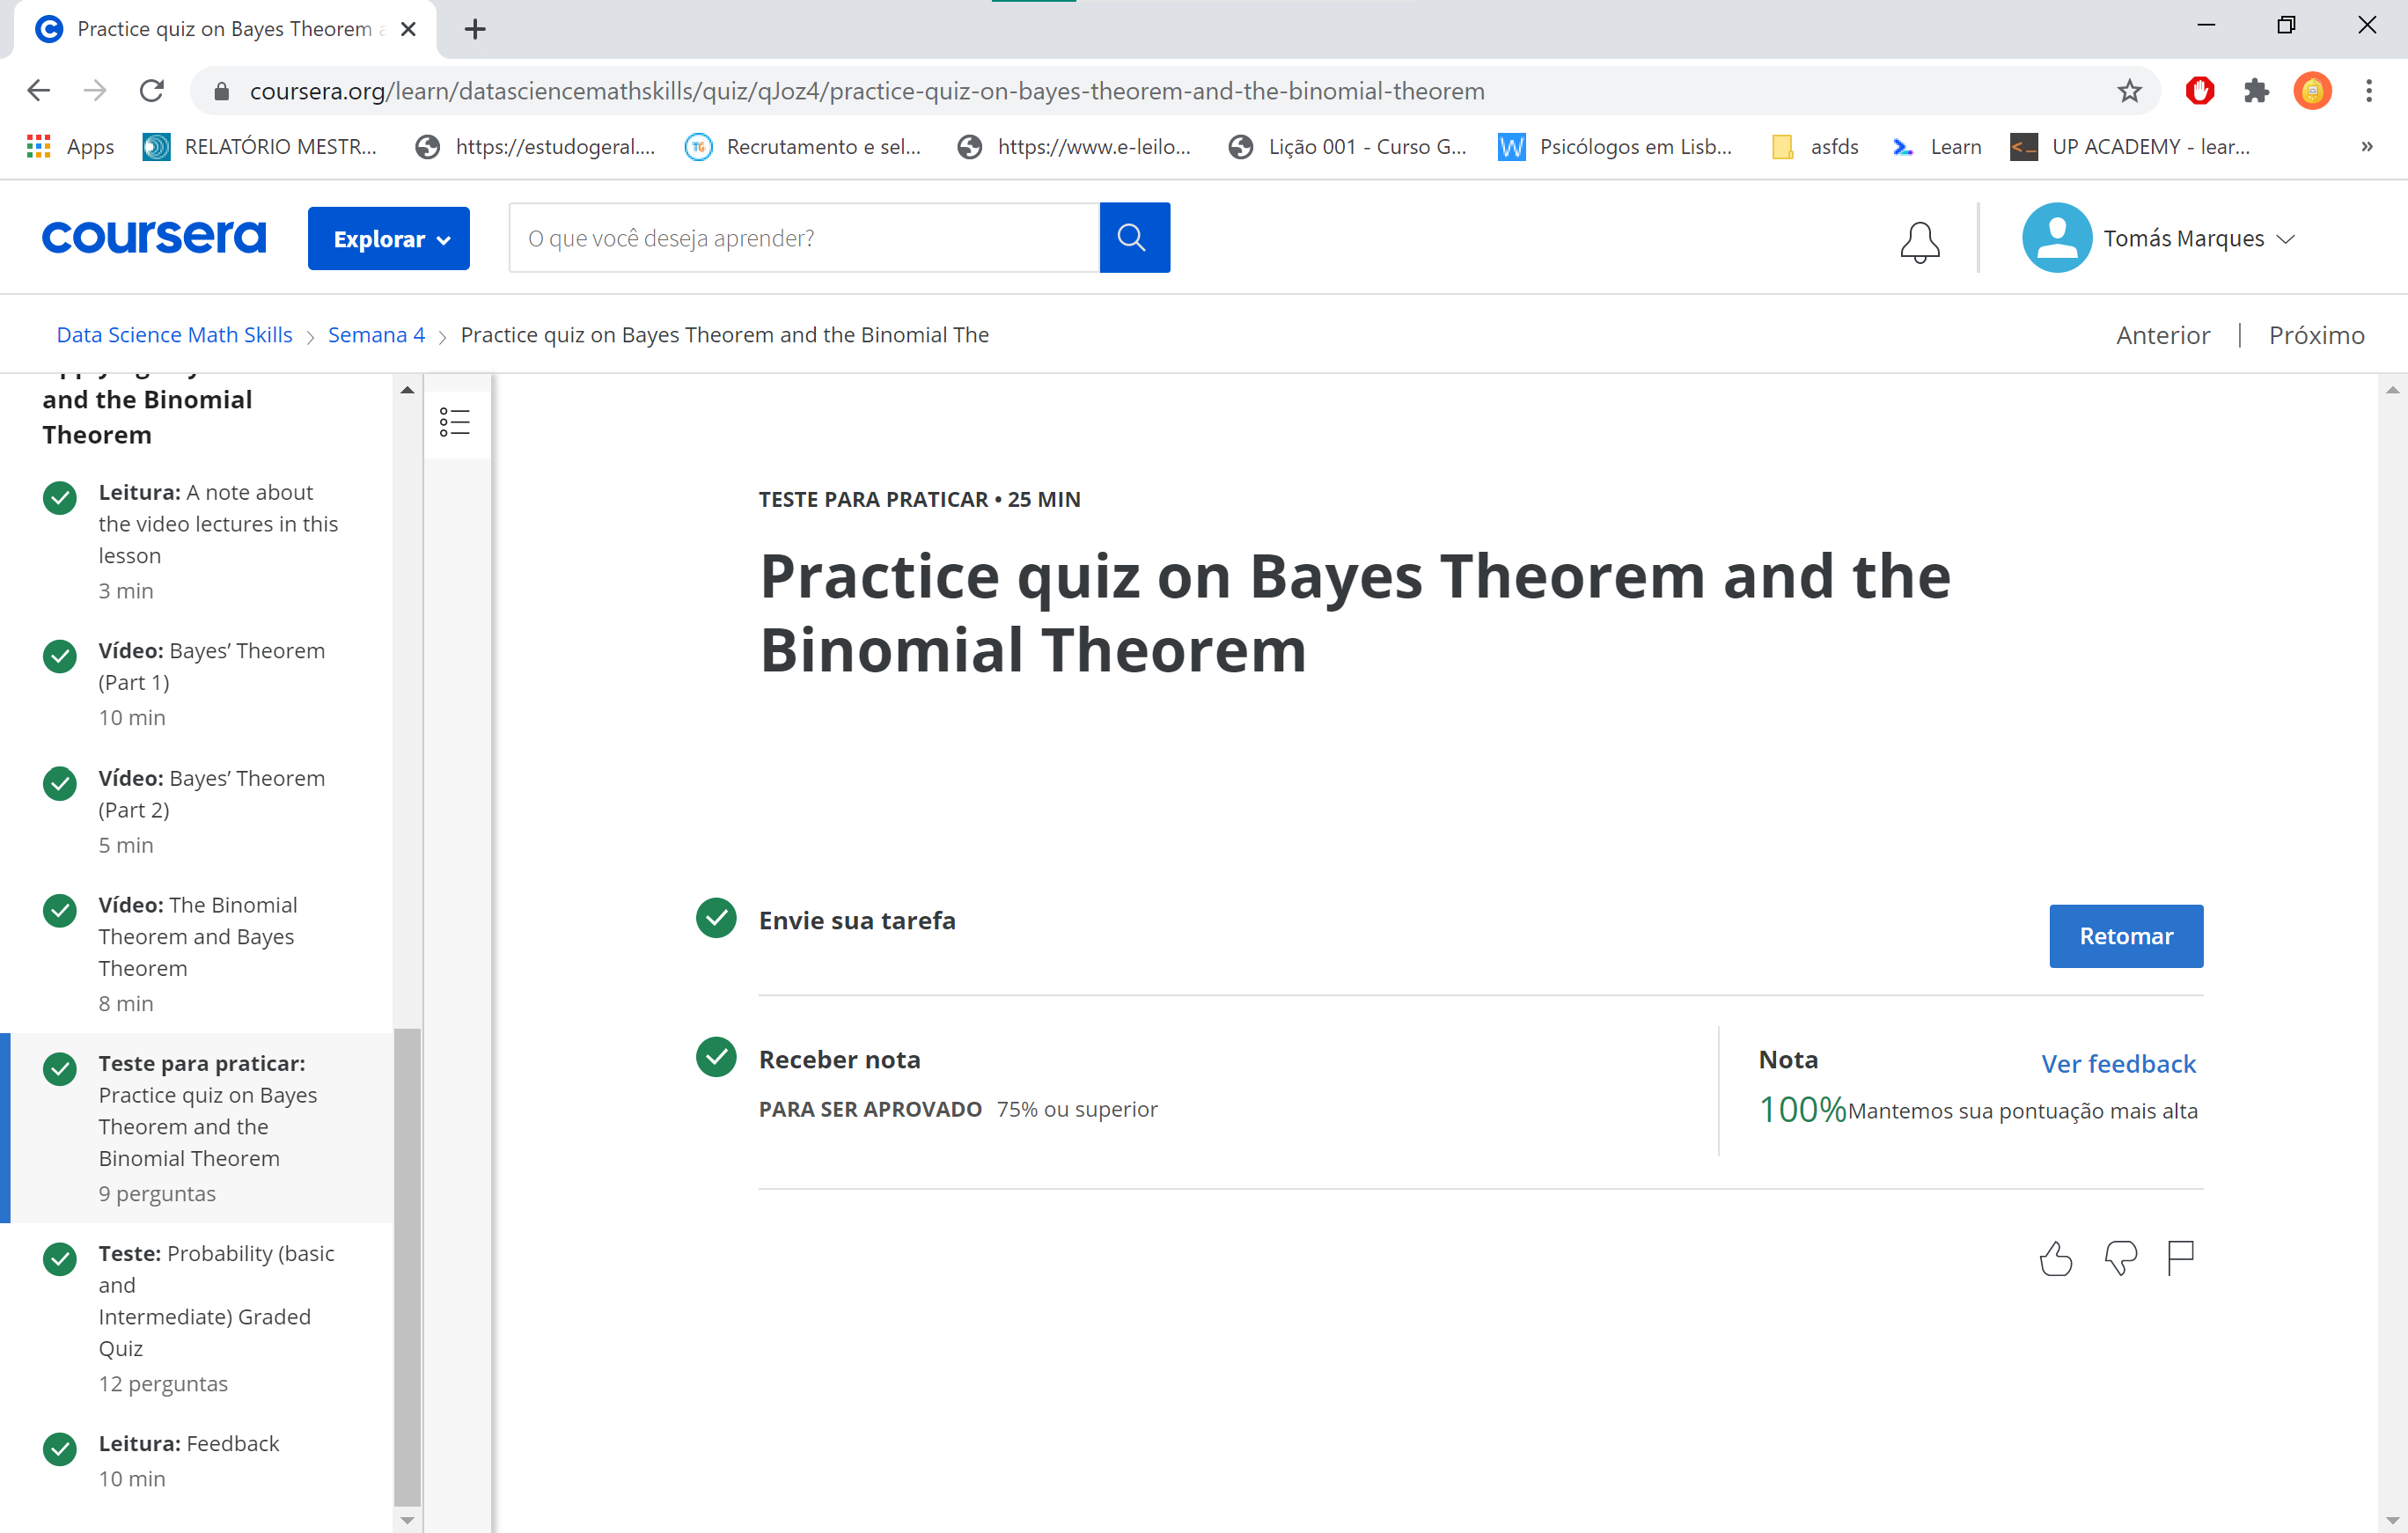 Practice quiz on Bayes Theorem a
coursera.org/learn/datasciencemathskills/quiz/qJoz4/practice-quiz-on-bayes-theorem-and-the-binomial-theorem
Apps RELATÓRIO MESTR... https://estudogeral.... Recrutamento e sel... https://www.e-leilo... Lição 001 - Curso G... Psicólogos em Lisb... asfds Learn UP ACADEMY - lear... »
coursera Explorar O que você deseja aprender? Tomás Marques
Data Science Math Skills > Semana 4 > Practice quiz on Bayes Theorem and the Binomial The Anterior | Próximo
and the Binomial
Theorem
Leitura: A note about
the video lectures in this
lesson
3 min
Vídeo: Bayes’ Theorem
(Part 1)
10 min
Vídeo: Bayes’ Theorem
(Part 2)
5 min
Vídeo: The Binomial
Theorem and Bayes
Theorem
8 min
Teste para praticar:
Practice quiz on Bayes
Theorem and the
Binomial Theorem
9 perguntas
Teste: Probability (basic
and
Intermediate) Graded
Quiz
12 perguntas
Leitura: Feedback
10 min
TESTE PARA PRATICAR • 25 MIN
Practice quiz on Bayes Theorem and the
Binomial Theorem
Envie sua tarefa
Retomar
Receber nota
PARA SER APROVADO 75% ou superior
Nota
Ver feedback
100% Mantemos sua pontuação mais alta